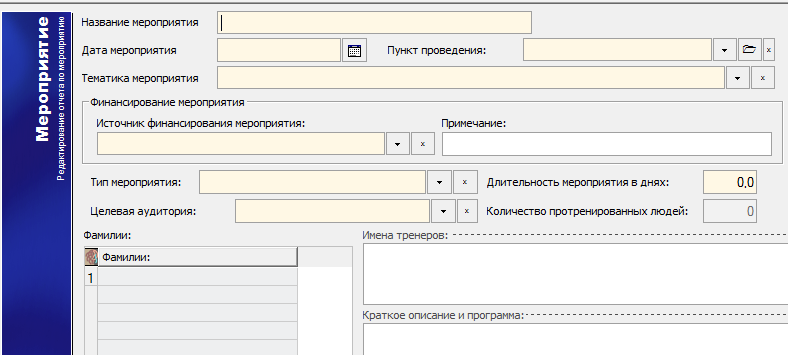 Мероприятие
Редактирование отчета по мероприятию
Название мероприятия
Дата мероприятия
Пункт проведения:
x
Тематика мероприятия
x
Финансирование мероприятия
Источник финансирования мероприятия:
Примечание:
x
Тип мероприятия:
x
Длительность мероприятия в днях:
0,0
Целевая аудитория:
x
Количество протренированных людей:
0
Фамилии:
Имена тренеров:
Фамилии:
1
Краткое описание и программа: